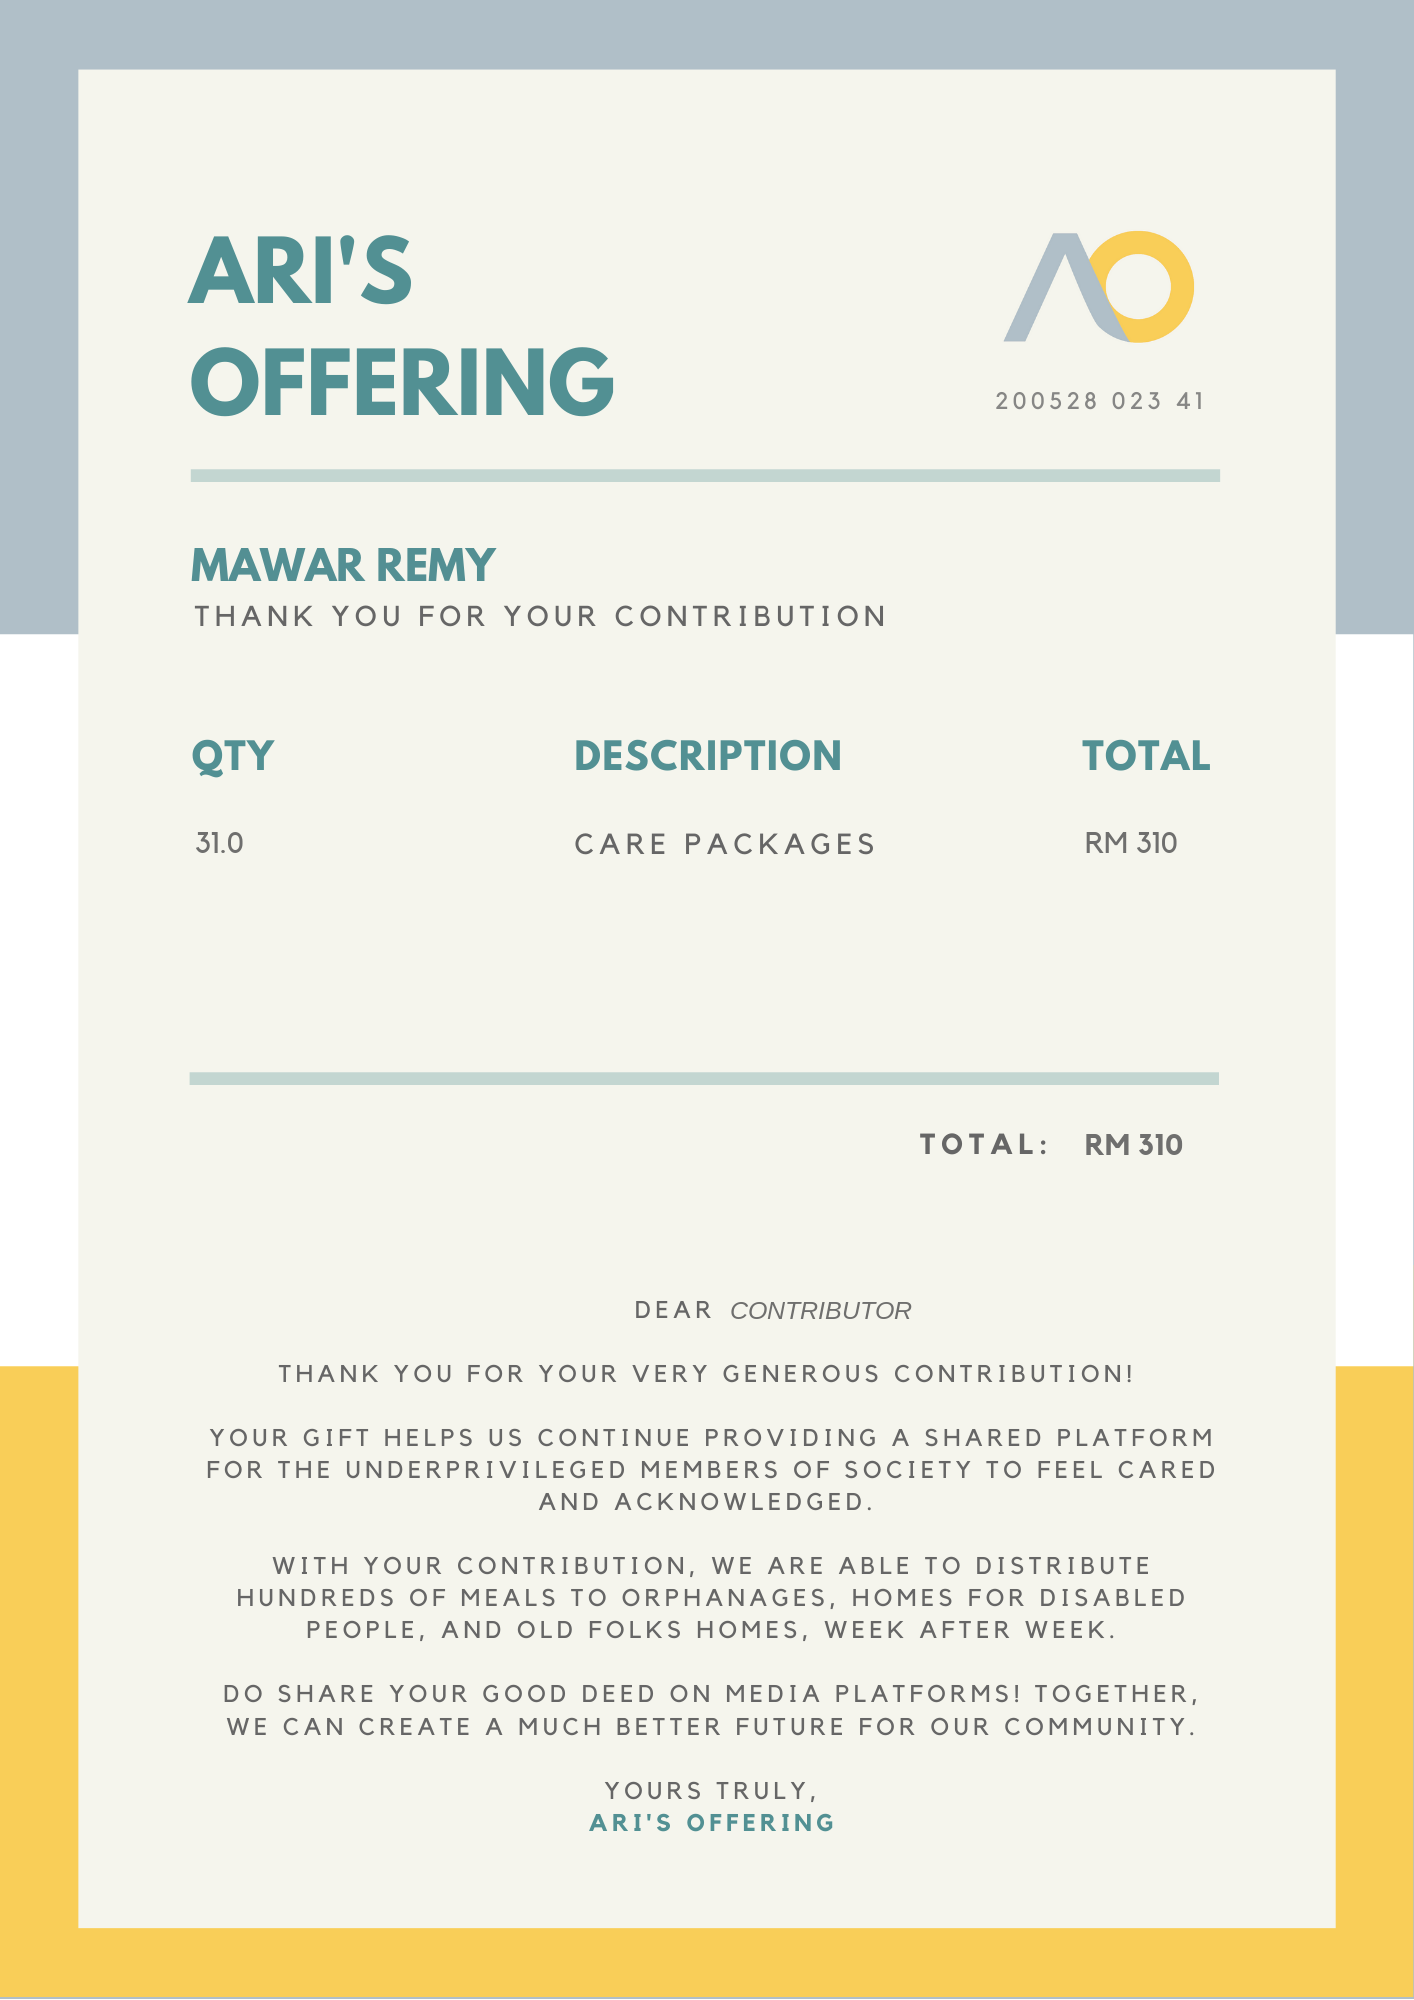 ARI'S
OFFERING
AO
200528 023 41
MAWAR REMY
THANK YOU FOR YOUR CONTRIBUTION
QTY DESCRIPTION TOTAL
31.0 CARE PACKAGES RM 310
TOTAL: RM 310
DEAR CONTRIBUTOR
THANK YOU FOR YOUR VERY GENEROUS CONTRIBUTION!
YOUR GIFT HELPS US CONTINUE PROVIDING A SHARED PLATFORM
FOR THE UNDERPRIVILEGED MEMBERS OF SOCIETY TO FEEL CARED
AND ACKNOWLEDGED.
WITH YOUR CONTRIBUTION, WE ARE ABLE TO DISTRIBUTE
HUNDREDS OF MEALS TO ORPHANAGES, HOMES FOR DISABLED
PEOPLE, AND OLD FOLKS HOMES, WEEK AFTER WEEK.
DO SHARE YOUR GOOD DEED ON MEDIA PLATFORMS! TOGETHER,
WE CAN CREATE A MUCH BETTER FUTURE FOR OUR COMMUNITY.
YOURS TRULY,
ARI'S OFFERING